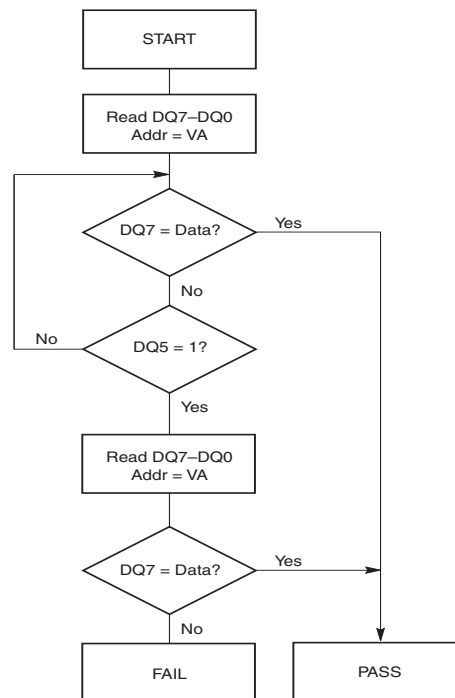 START
Read DQ7–DQ0
Addr = VA
DQ7 = Data?
Yes
No
No
DQ5 = 1?
Yes
Read DQ7–DQ0
Addr = VA
DQ7 = Data?
Yes
No
FAIL
PASS